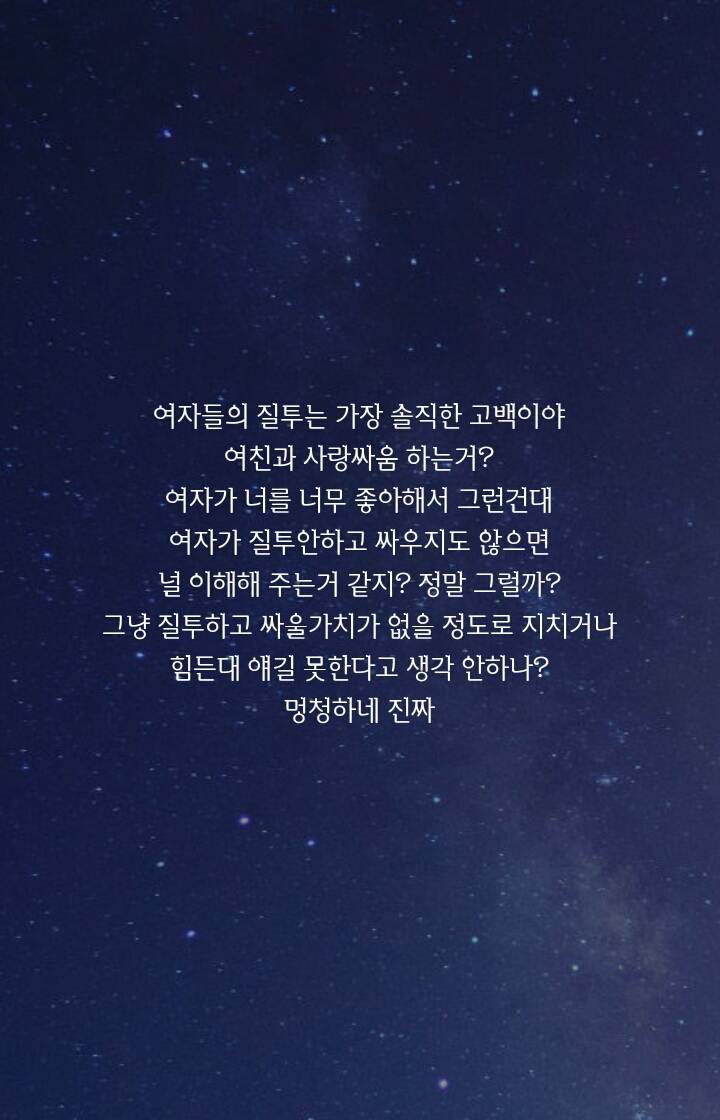 여자들의 질투는 가장 솔직한 고백이야
여친과 사랑싸움 하는거?
여자가 너를 너무 좋아해서 그런건대
여자가 질투안하고 싸우지도 않으면
널 이해해 주는거 같지? 정말 그럴까?
그냥 질투하고 싸울가치가 없을 정도로 지치거나
힘든대 얘길 못한다고 생각 안하나?
멍청하네 진짜